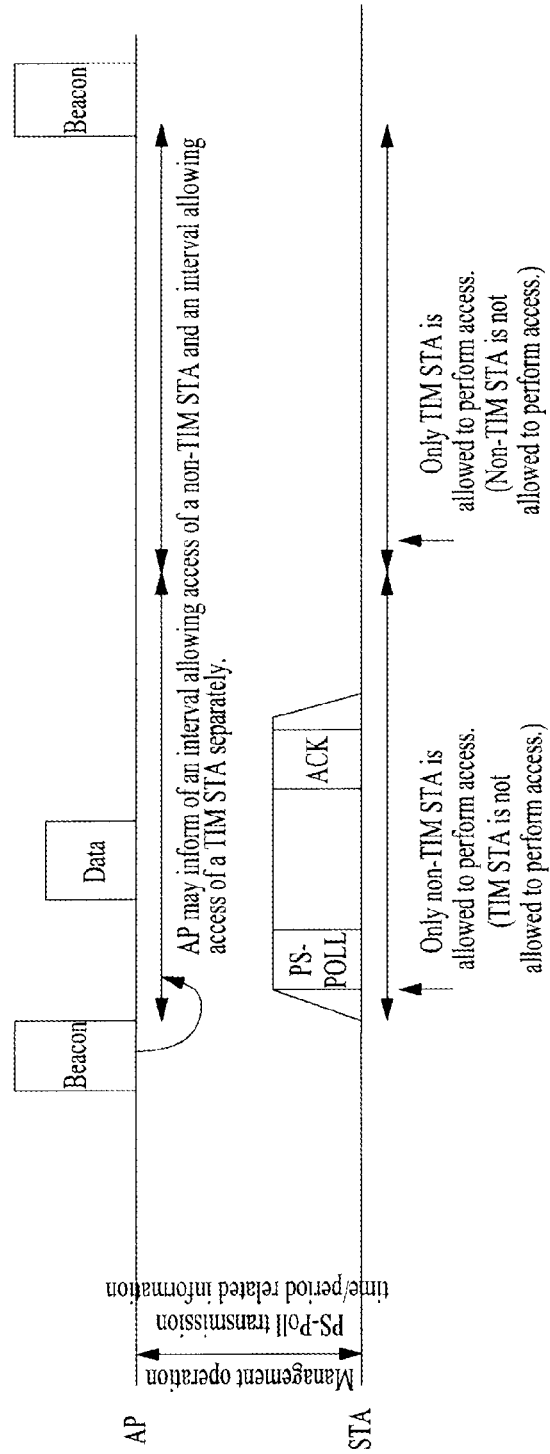 AP
Beacon
Data
Beacon
Management operation
PS-Poll transmission
time/period related information
AP may inform of an interval allowing access of a non-TIM STA and an interval allowing
access of a TIM STA separately.
PS-
POLL
ACK
STA
Only non-TIM STA is
allowed to perform access.
(TIM STA is not
allowed to perform access.)
Only TIM STA is
allowed to perform access.
(Non-TIM STA is not
allowed to perform access.)